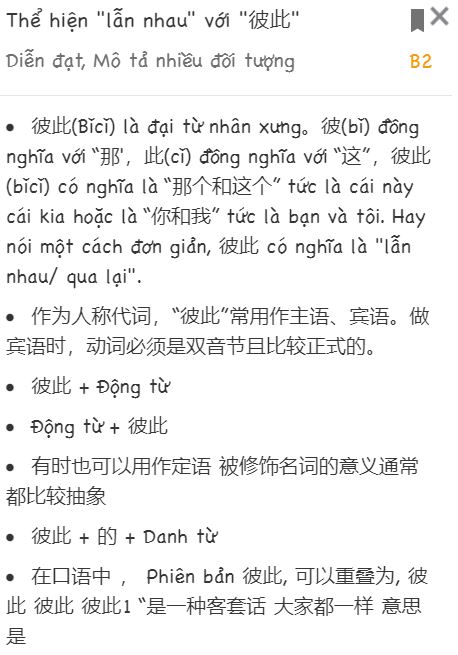 Thể hiện "lẫn nhau" với "彼此"
Diễn đạt, Mô tả nhiều đối tượng B2
• 彼此(Bǐcǐ) là đại từ nhân xưng。彼(bǐ) đồng
nghĩa với “那', 此(cǐ) đồng nghĩa với “这”, 彼此
(bǐcǐ) có nghĩa là “那个和这个” tức là cái này
cái kia hoặc là “你和我” tức là bạn và tôi. Hay
nói một cách đơn giản, 彼此 có nghĩa là "lẫn
nhau/ qua lại".
• 作为人称代词，“彼此”常用作主语、宾语。做
宾语时，动词必须是双音节且比较正式的。
• 彼此 + Động từ
• Động từ + 彼此
• 有时也可以用作定语 被修饰名词的意义通常
都比较抽象
• 彼此 + 的 + Danh từ
• 在口语中 ， Phiên bản 彼此, 可以重叠为, 彼
此 彼此 彼此1 “是一种客套话 大家都一样 意思
是